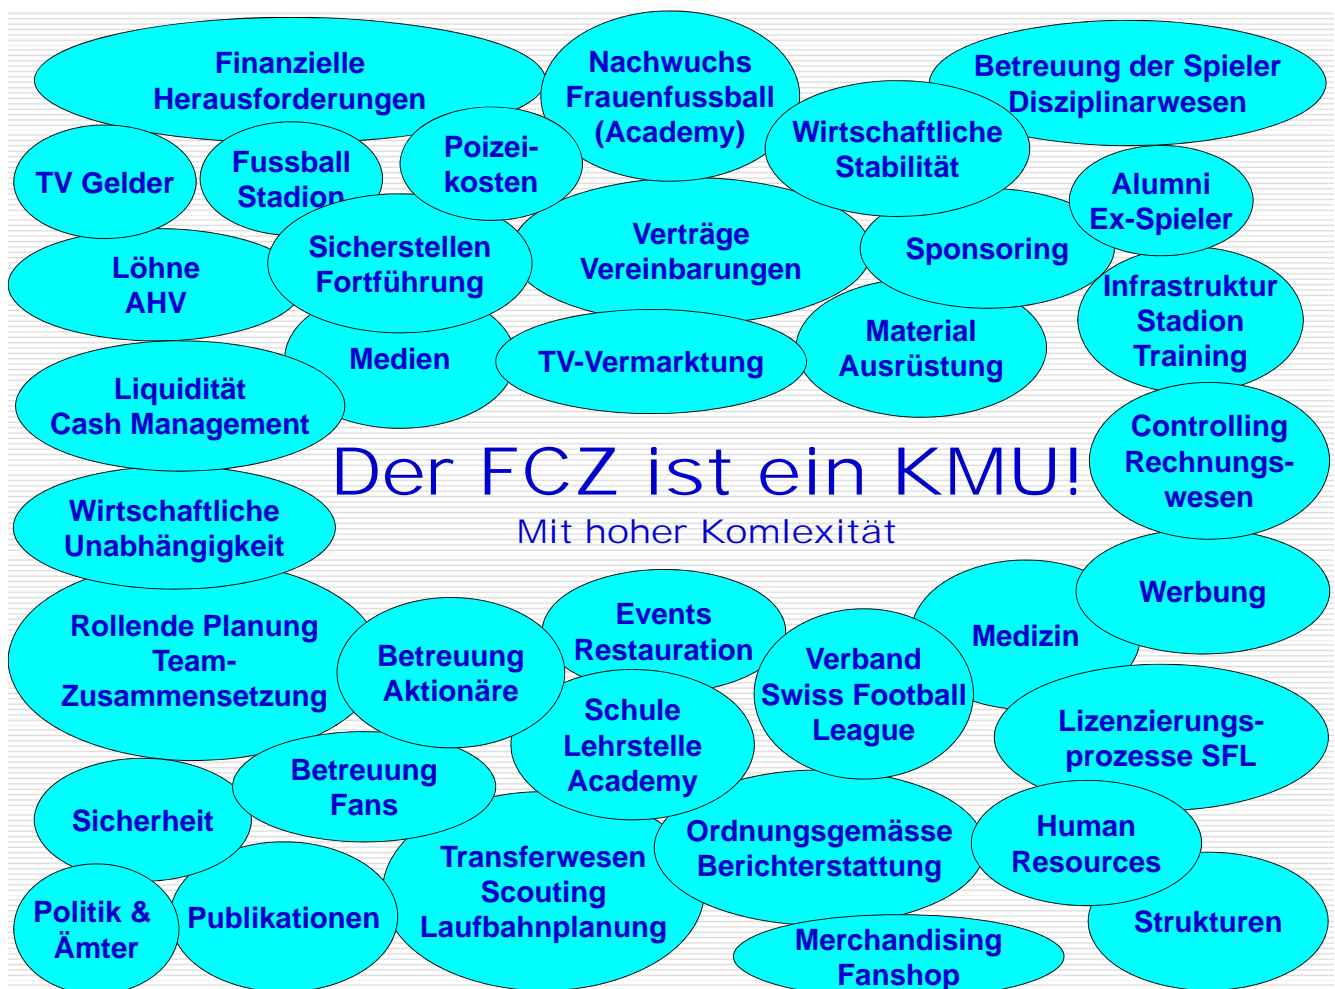 Finanzielle
Herausforderungen
Nachwuchs
Frauenfussball
(Academy)
Betreuung der Spieler
Disziplinarwesen
Wirtschaftliche
Stabilität
Poizei-
kosten
Fussball
Stadion
TV Gelder
Alumni
Ex-Spieler
Sicherstellen
Fortführung
Verträge
Vereinbarungen
Sponsoring
Löhne
AHV
Infrastruktur
Stadion
Training
Medien
TV-Vermarktung
Material
Ausrüstung
Liquidität
Cash Management
Controlling
Rechnungs-
wesen
Der FCZ ist ein KMU!
Mit hoher Komlexität
Wirtschaftliche
Unabhängigkeit
Werbung
Rollende Planung
Team-
Zusammensetzung
Betreuung
Aktionäre
Events
Restauration
Verband
Swiss Football
League
Medizin
Schule
Lehrstelle
Academy
Lizenzierungs-
prozesse SFL
Betreuung
Fans
Sicherheit
Transferwesen
Scouting
Laufbahnplanung
Ordnungsgemässe
Berichterstattung
Human
Resources
Politik &
Ämter
Publikationen
Merchandising
Fanshop
Strukturen